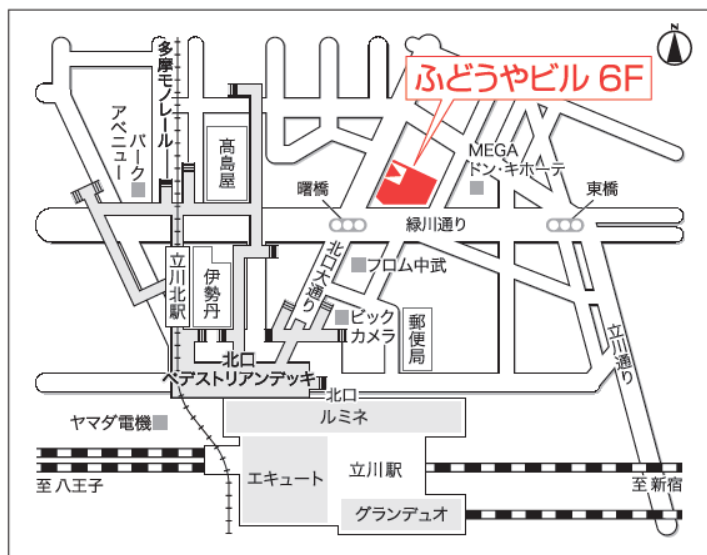 N
多摩モノレール
パーク
アベニュー
髙島屋
ふどうやビル 6F
MEGA
ドン・キホーテ
曙橋
東橋
緑川通り
立川北駅
伊勢丹
北口大通り
フロム中武
ビック
カメラ
郵便局
立川通り
北口
ペデストリアンデッキ
北口
ルミネ
ヤマダ電機
エキュート
立川駅
至 八王子
至 新宿
グランデュオ